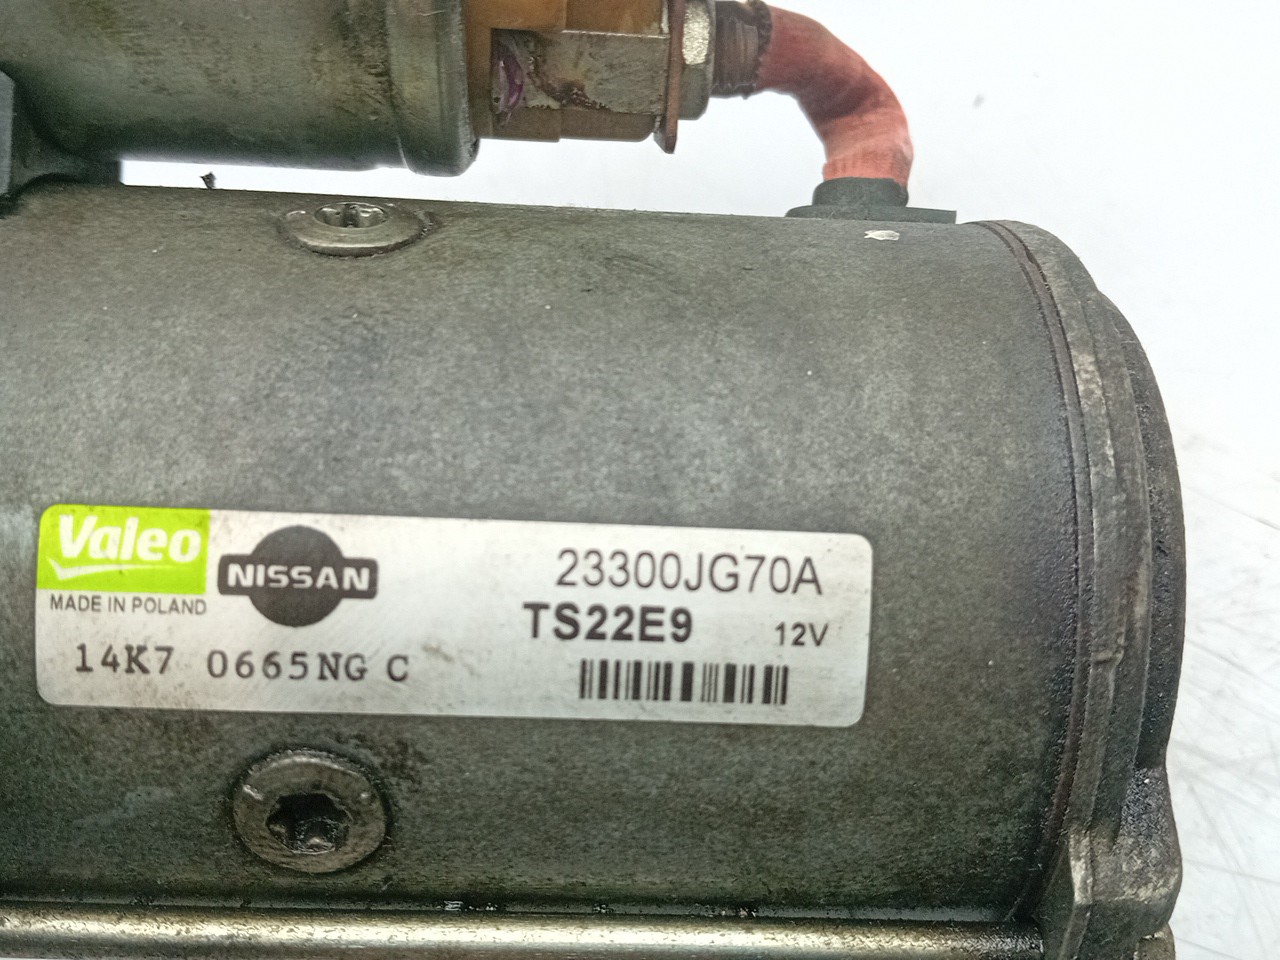 Valeo
MADE IN POLAND
NISSAN
23300JG70A
TS22E9
12V
14K7 0665NG C